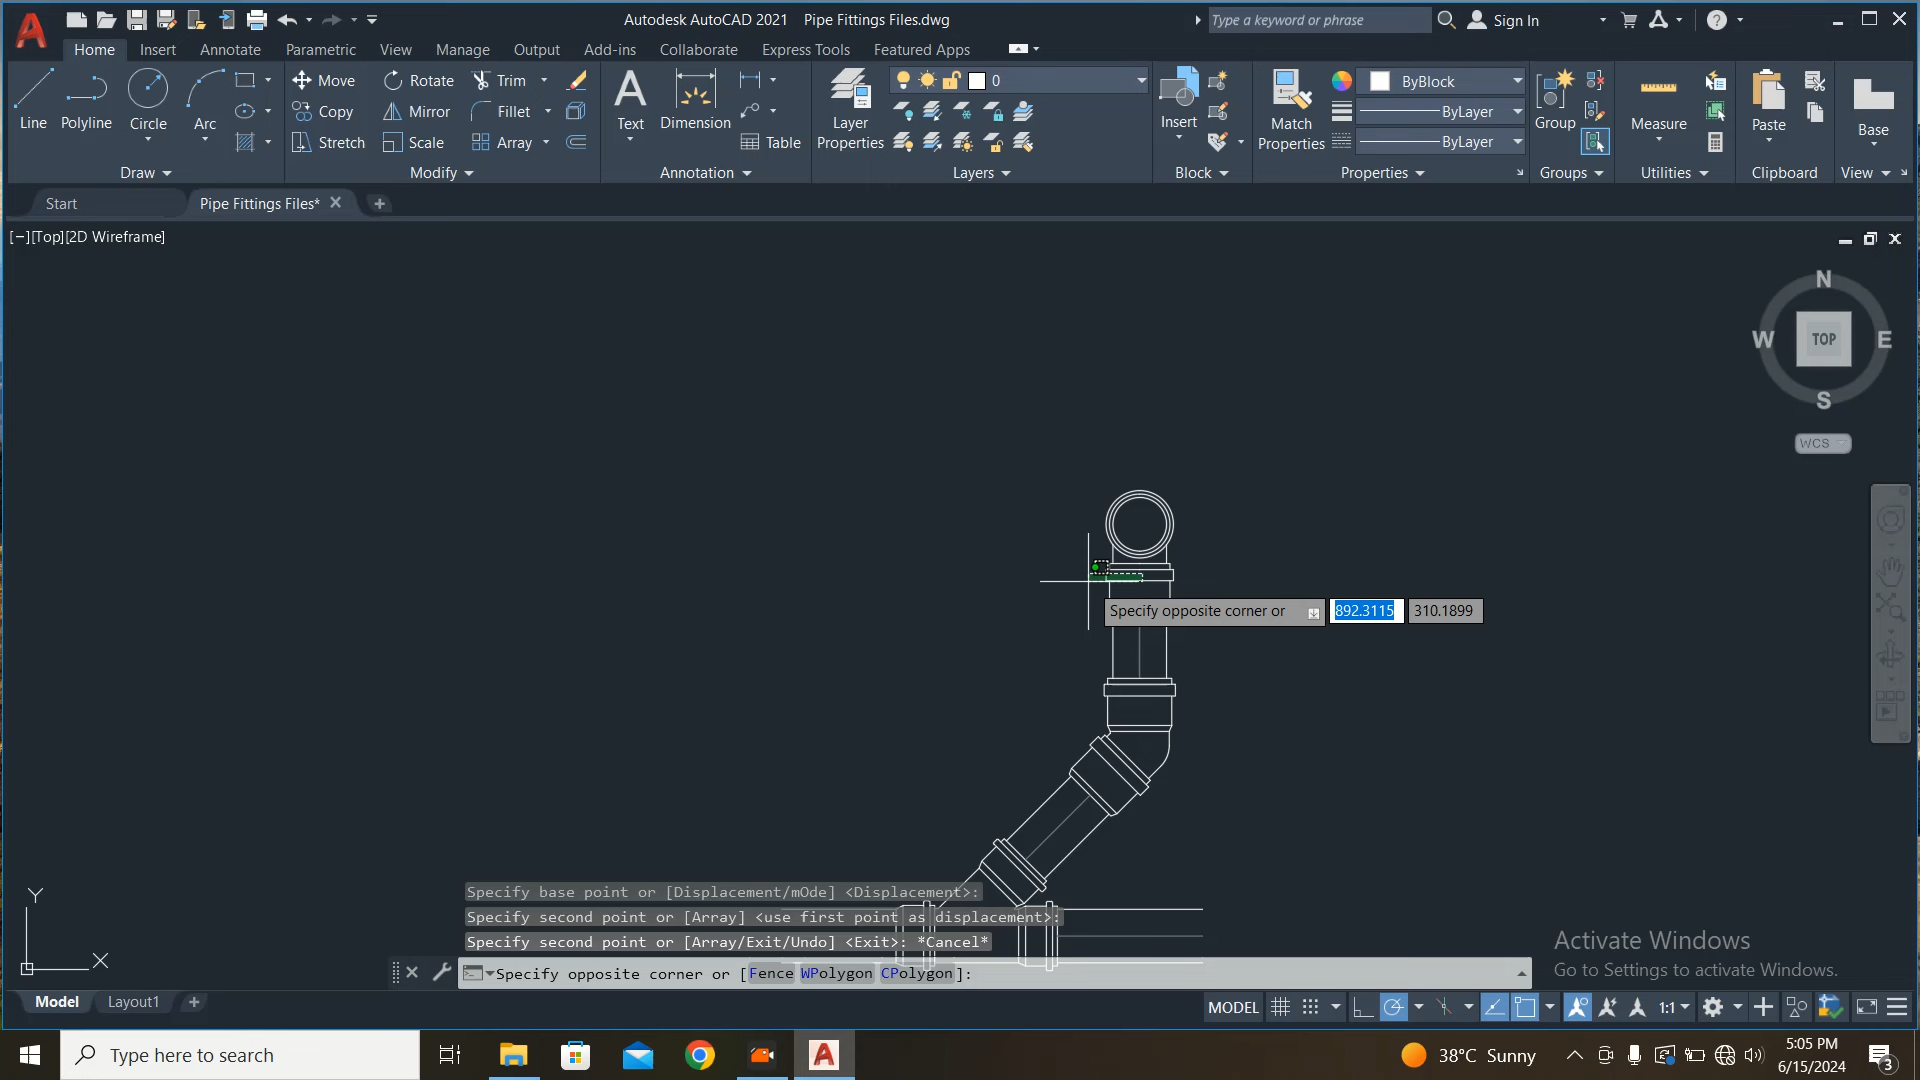 Autodesk AutoCAD 2021 Pipe Fittings Files.dwg
Type a keyword or phrase
Sign In
Home Insert Annotate Parametric View Manage Output Add-ins Collaborate Express Tools Featured Apps
Line Polyline Circle Arc
Draw
Move Rotate Trim
Copy Mirror Fillet
Stretch Scale Array
Modify
Text Dimension Table
Annotation
Layer Properties
0
Layers
Insert
Block
Match Properties
ByBlock
ByLayer
ByLayer
Properties
Group
Groups
Measure
Utilities
Paste
Clipboard
Base
View
Start Pipe Fittings Files*
[−][Top][2D Wireframe]
N
W TOP E
S
WCS
Specify opposite corner or 892.3115 310.1899
Y
X
Specify base point or [Displacement/mOde] <Displacement>:
Specify second point or [Array] <use first point as displacement>:
Specify second point or [Array/Exit/Undo] <Exit>: *Cancel*
Specify opposite corner or [Fence WPolygon CPolygon]:
Activate Windows
Go to Settings to activate Windows.
Model Layout1
MODEL 1:1
Type here to search
38°C Sunny
5:05 PM
6/15/2024
3